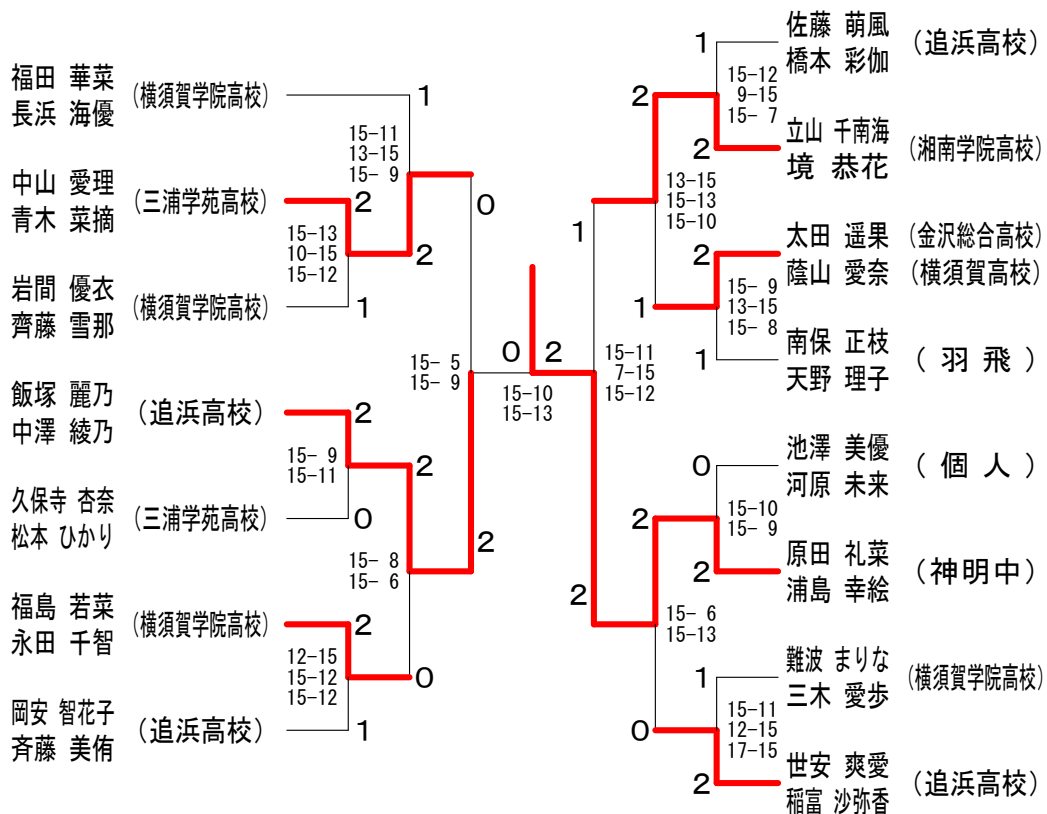 福田 華菜
長浜 海優
(横須賀学院高校)
1
15-11
13-15
15- 9
中山 愛理
青木 菜摘
(三浦学苑高校)
2
0
15-13
10-15
15-12
2
岩間 優衣
齊藤 雪那
(横須賀学院高校)
1
飯塚 麗乃
中澤 綾乃
(追浜高校)
2
15- 5
15- 9
15- 9
15-11
2
久保寺 杏奈
松本 ひかり
(三浦学苑高校)
0
2
15- 8
15- 6
福島 若菜
永田 千智
(横須賀学院高校)
2
12-15
15-12
15-12
0
岡安 智花子
斉藤 美侑
(追浜高校)
1
0
2
15-10
15-13
佐藤 萌風
橋本 彩伽
(追浜高校)
1
15-12
9-15
15- 7
2
立山 千南海
境 恭花
(湘南学院高校)
2
13-15
15-13
15-10
1
太田 遥果
蔭山 愛奈
(金沢総合高校)
(横須賀高校)
2
15- 9
13-15
15- 8
1
南保 正枝
天野 理子
(羽飛)
1
15-11
7-15
15-12
池澤 美優
河原 未来
(個人)
0
15-10
15- 9
2
原田 礼菜
浦島 幸絵
(神明中)
2
2
15- 6
15-13
難波 まりな
三木 愛歩
(横須賀学院高校)
1
15-11
12-15
17-15
0
世安 爽愛
稲富 沙弥香
(追浜高校)
2